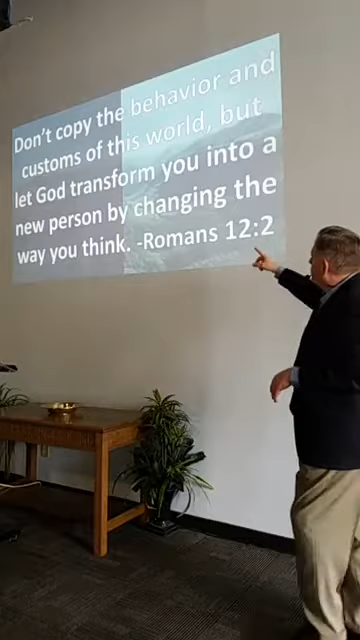 Don't copy the behavior and
customs of this world, but
let God transform you into a
new person by changing the
way you think. -Romans 12:2